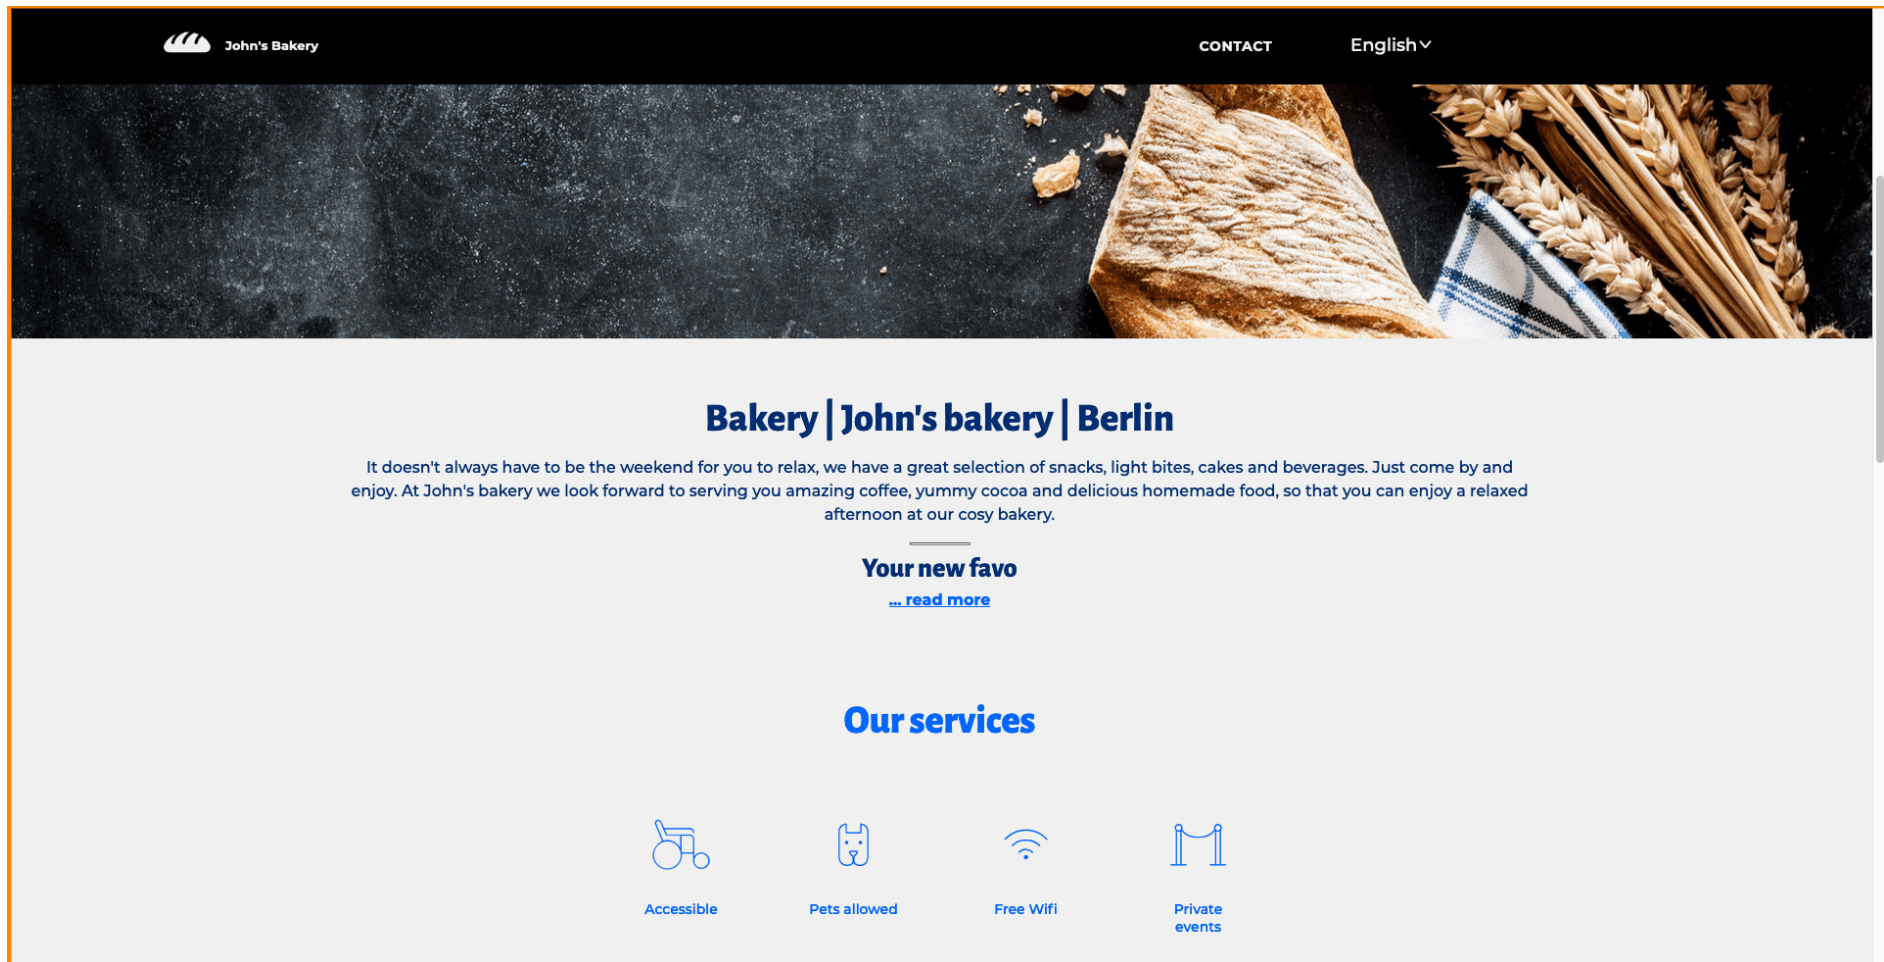 John's Bakery
CONTACT
English
Bakery | John's bakery | Berlin
It doesn't always have to be the weekend for you to relax, we have a great selection of snacks, light bites, cakes and beverages. Just come by and
enjoy. At John's bakery we look forward to serving you amazing coffee, yummy cocoa and delicious homemade food, so that you can enjoy a relaxed
afternoon at our cosy bakery.
Your new favo
... read more
Our services
Accessible
Pets allowed
Free Wifi
Private
events